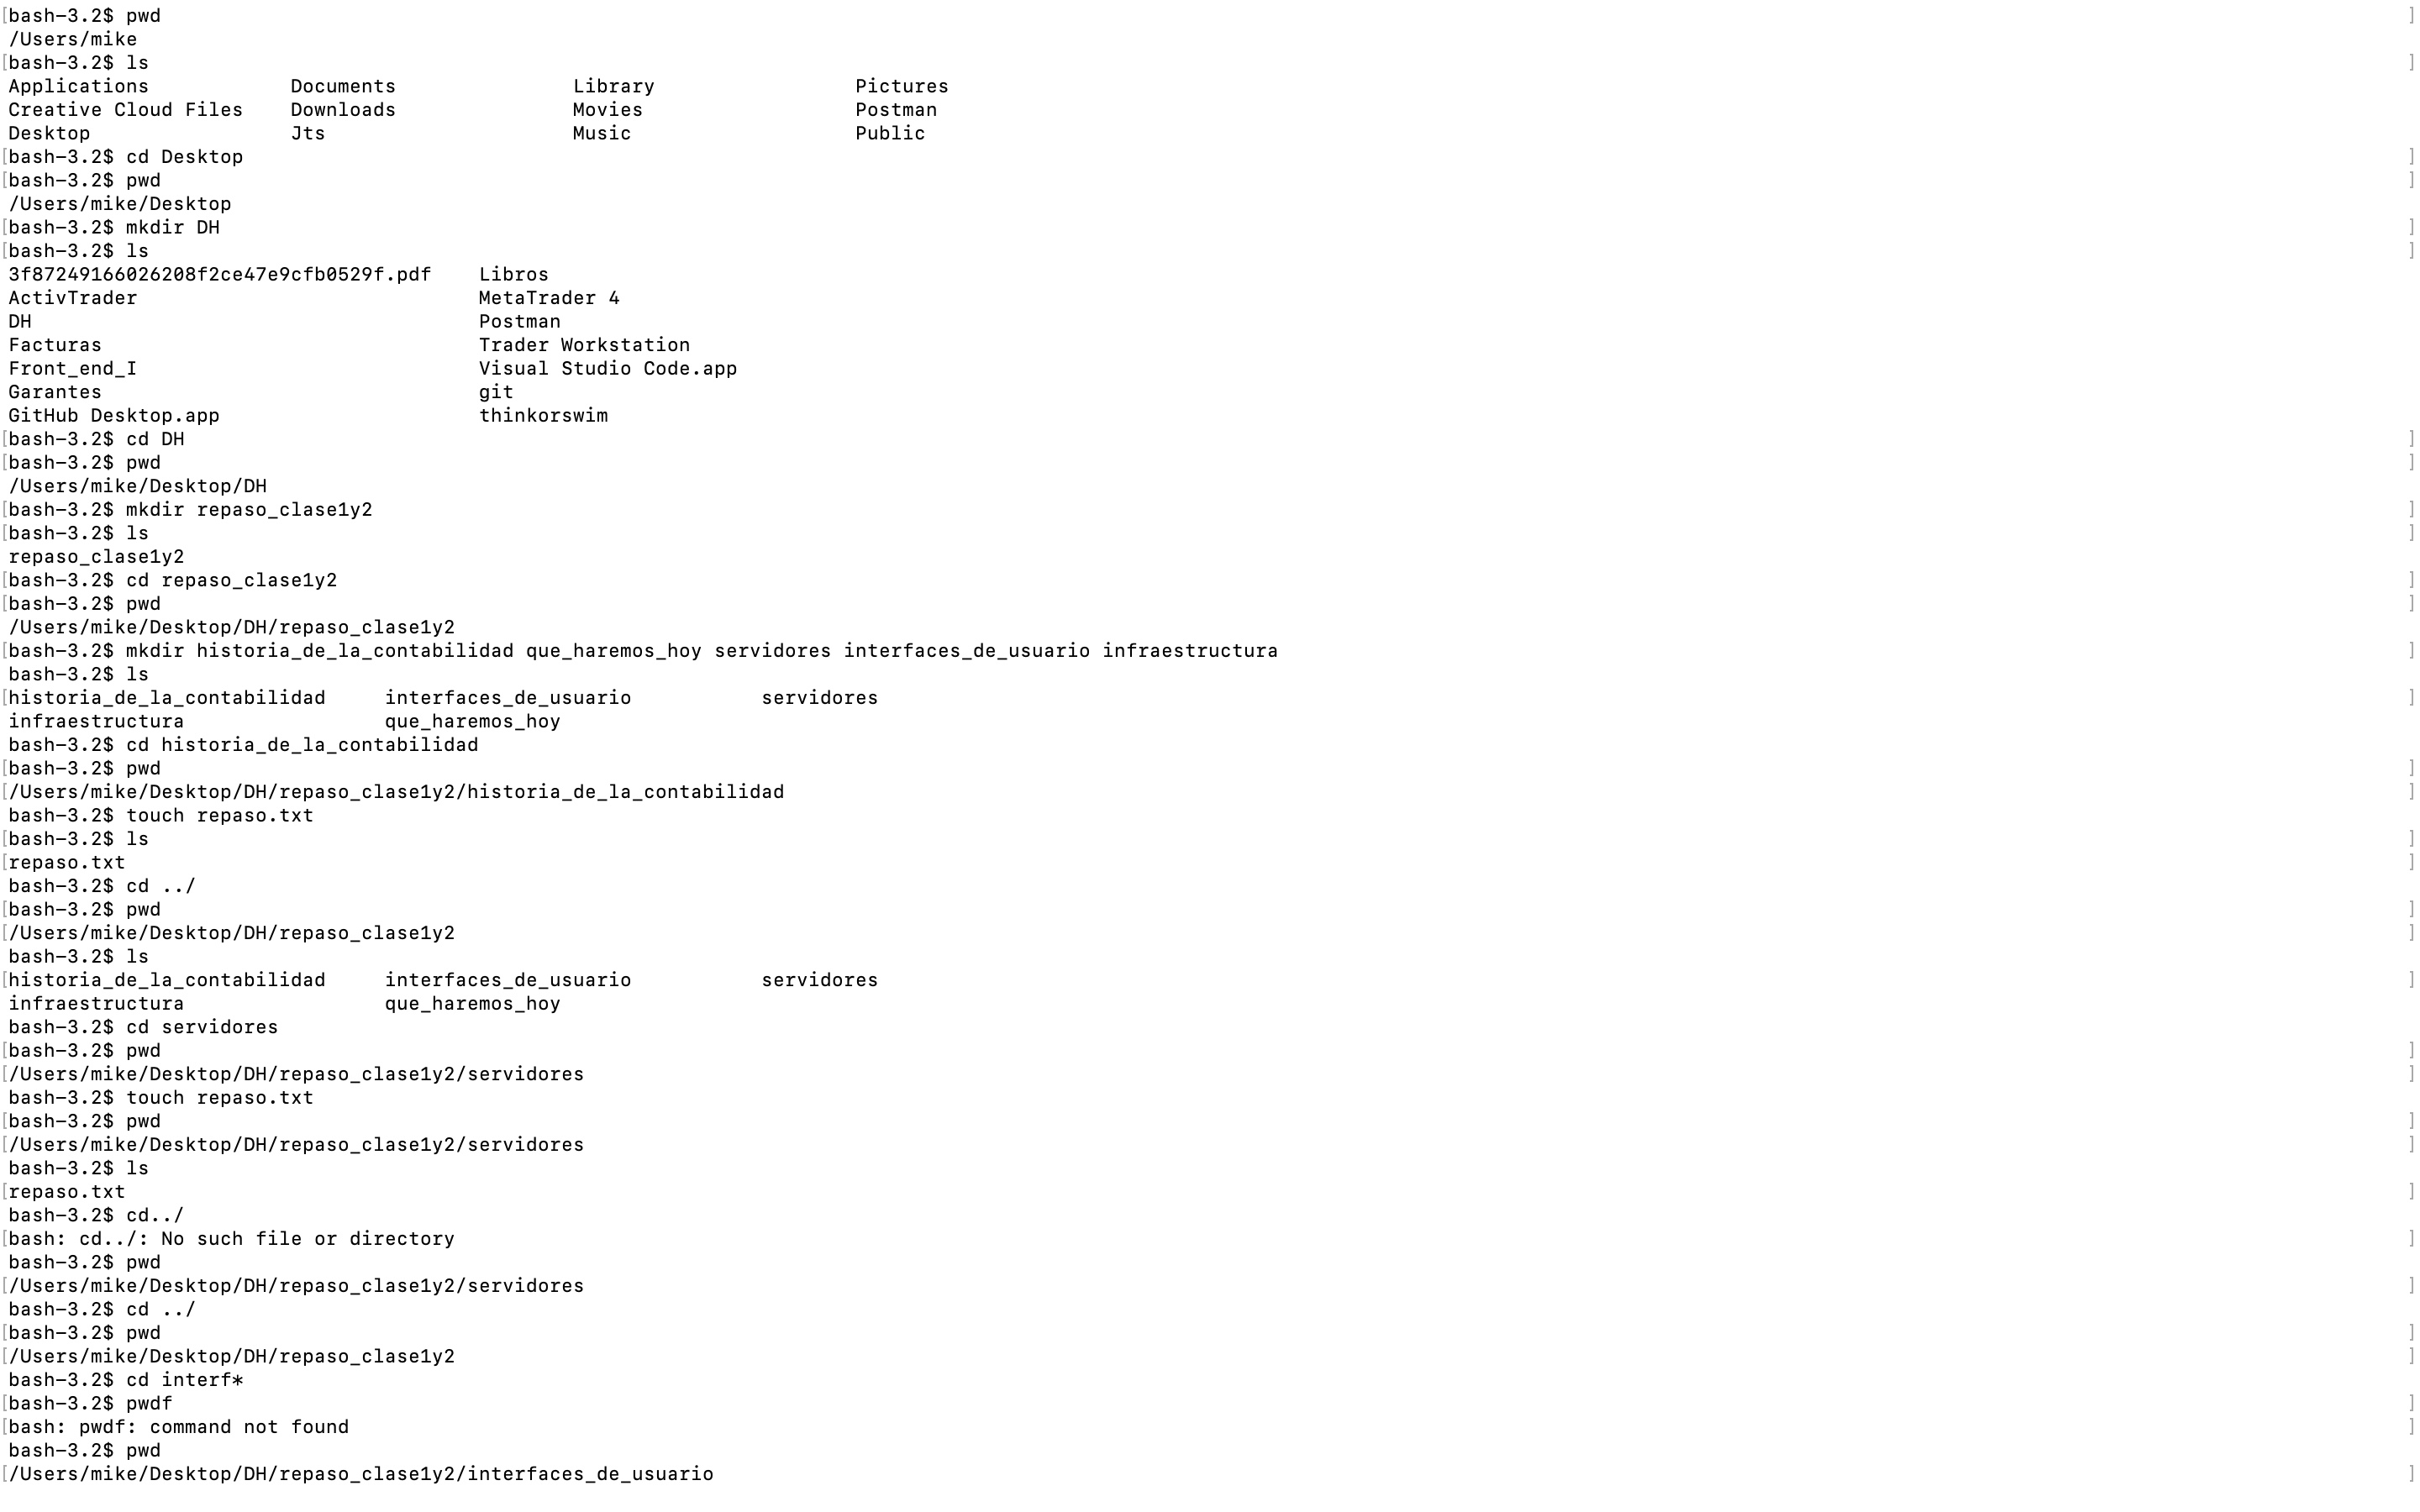 [bash-3.2$ pwd ]
/Users/mike
[bash-3.2$ ls ]
Applications Documents Library Pictures
Creative Cloud Files Downloads Movies Postman
Desktop Jts Music Public
[bash-3.2$ cd Desktop ]
[bash-3.2$ pwd ]
/Users/mike/Desktop
[bash-3.2$ mkdir DH ]
[bash-3.2$ ls ]
3f87249166026208f2ce47e9cfb0529f.pdf Libros
ActivTrader MetaTrader 4
DH Postman
Facturas Trader Workstation
Front_end_I Visual Studio Code.app
Garantes git
GitHub Desktop.app thinkorswim
[bash-3.2$ cd DH ]
[bash-3.2$ pwd ]
/Users/mike/Desktop/DH
[bash-3.2$ mkdir repaso_clase1y2 ]
[bash-3.2$ ls ]
repaso_clase1y2
[bash-3.2$ cd repaso_clase1y2 ]
[bash-3.2$ pwd ]
/Users/mike/Desktop/DH/repaso_clase1y2
[bash-3.2$ mkdir historia_de_la_contabilidad que_haremos_hoy servidores interfaces_de_usuario infraestructura ]
bash-3.2$ ls
[historia_de_la_contabilidad interfaces_de_usuario servidores ]
infraestructura que_haremos_hoy
bash-3.2$ cd historia_de_la_contabilidad
[bash-3.2$ pwd ]
[/Users/mike/Desktop/DH/repaso_clase1y2/historia_de_la_contabilidad ]
bash-3.2$ touch repaso.txt
[bash-3.2$ ls ]
[repaso.txt ]
bash-3.2$ cd ../
[bash-3.2$ pwd ]
[/Users/mike/Desktop/DH/repaso_clase1y2 ]
bash-3.2$ ls
[historia_de_la_contabilidad interfaces_de_usuario servidores ]
infraestructura que_haremos_hoy
bash-3.2$ cd servidores
[bash-3.2$ pwd ]
[/Users/mike/Desktop/DH/repaso_clase1y2/servidores ]
bash-3.2$ touch repaso.txt
[bash-3.2$ pwd ]
[/Users/mike/Desktop/DH/repaso_clase1y2/servidores ]
bash-3.2$ ls
[repaso.txt ]
bash-3.2$ cd../
[bash: cd../: No such file or directory ]
bash-3.2$ pwd
[/Users/mike/Desktop/DH/repaso_clase1y2/servidores ]
bash-3.2$ cd ../
[bash-3.2$ pwd ]
[/Users/mike/Desktop/DH/repaso_clase1y2 ]
bash-3.2$ cd interf*
[bash-3.2$ pwdf ]
[bash: pwdf: command not found ]
bash-3.2$ pwd
[/Users/mike/Desktop/DH/repaso_clase1y2/interfaces_de_usuario ]